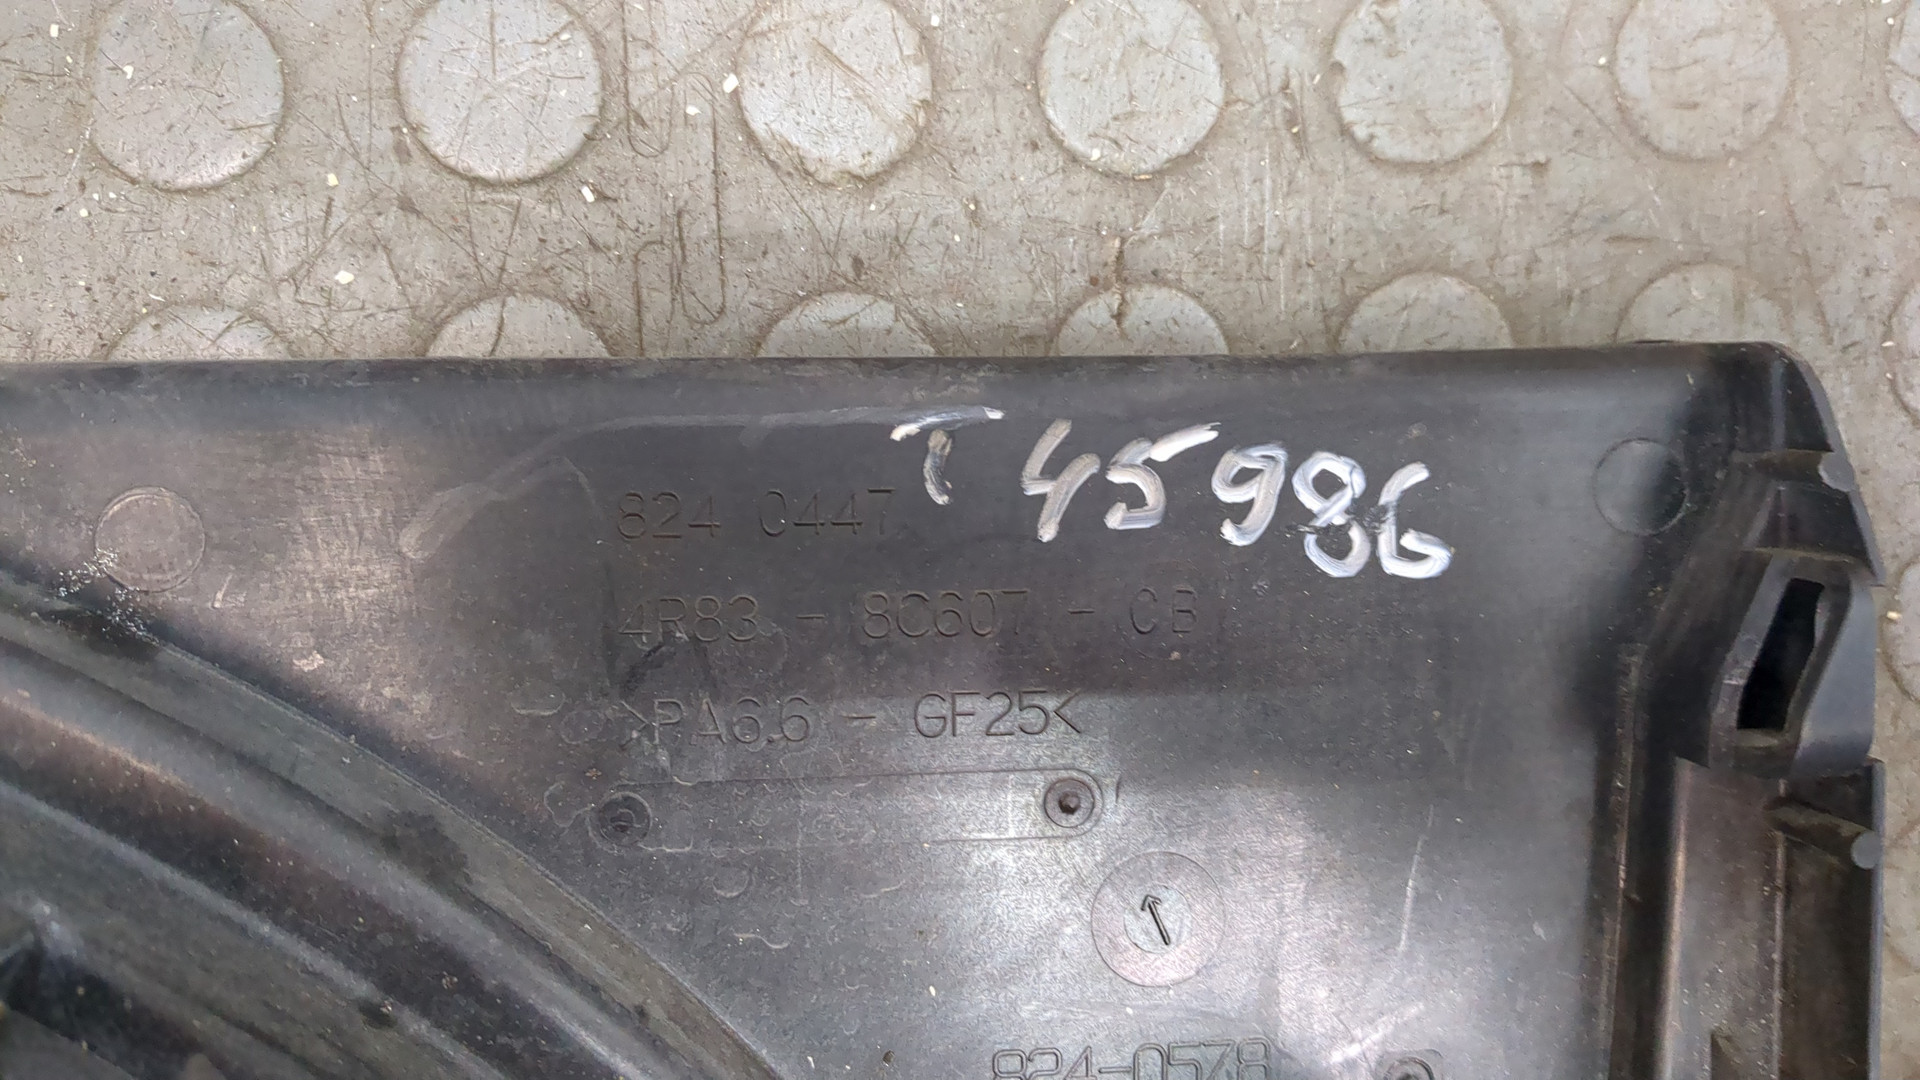 T 45986
824 0447
4R83 - 8C607 - CB
>PA6.6 - GF25<
824-0578